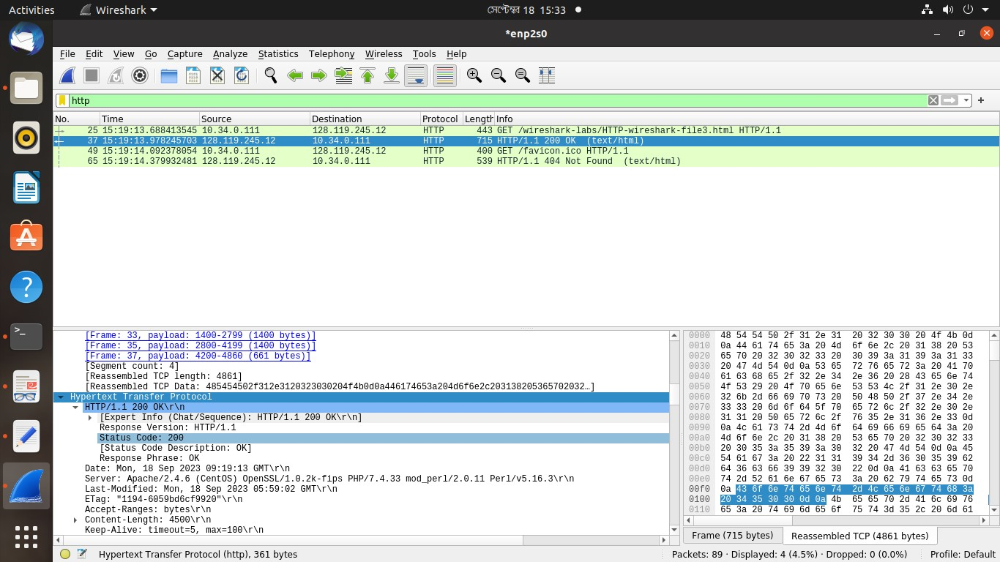 Activities Wireshark সেপ্টেম্বর 18 15:33
*enp2s0
File Edit View Go Capture Analyze Statistics Telephony Wireless Tools Help
http
No. Time Source Destination Protocol Length Info
25 15:19:13.688413545 10.34.0.111 128.119.245.12 HTTP 443 GET /wireshark-labs/HTTP-wireshark-file3.html HTTP/1.1
37 15:19:13.978245703 128.119.245.12 10.34.0.111 HTTP 715 HTTP/1.1 200 OK (text/html)
49 15:19:14.092378054 10.34.0.111 128.119.245.12 HTTP 400 GET /favicon.ico HTTP/1.1
65 15:19:14.379932481 128.119.245.12 10.34.0.111 HTTP 539 HTTP/1.1 404 Not Found (text/html)
[Frame: 33, payload: 1400-2799 (1400 bytes)]
[Frame: 35, payload: 2800-4199 (1400 bytes)]
[Frame: 37, payload: 4200-4860 (661 bytes)]
[Segment count: 4]
[Reassembled TCP length: 4861]
[Reassembled TCP Data: 485454502f312e3120323030204f4b0d0a446174653a204d6f6e2c203138205365702032…]
Hypertext Transfer Protocol
HTTP/1.1 200 OK\r\n
[Expert Info (Chat/Sequence): HTTP/1.1 200 OK\r\n]
Response Version: HTTP/1.1
Status Code: 200
[Status Code Description: OK]
Response Phrase: OK
Date: Mon, 18 Sep 2023 09:19:13 GMT\r\n
Server: Apache/2.4.6 (CentOS) OpenSSL/1.0.2k-fips PHP/7.4.33 mod_perl/2.0.11 Perl/v5.16.3\r\n
Last-Modified: Mon, 18 Sep 2023 05:59:02 GMT\r\n
ETag: "1194-6059bd6cf9920"\r\n
Accept-Ranges: bytes\r\n
Content-Length: 4500\r\n
Keep-Alive: timeout=5, max=100\r\n
0000 48 54 54 50 2f 31 2e 31 20 32 30 30 20 4f 4b 0d
0010 0a 44 61 74 65 3a 20 4d 6f 6e 2c 20 31 38 20 53
0020 65 70 20 32 30 32 33 20 30 39 3a 31 39 3a 31 33
0030 20 47 4d 54 0d 0a 53 65 72 76 65 72 3a 20 41 70
0040 61 63 68 65 2f 32 2e 34 2e 36 20 28 43 65 6e 74
0050 4f 53 29 20 4f 70 65 6e 53 53 4c 2f 31 2e 30 2e
0060 32 6b 2d 66 69 70 73 20 50 48 50 2f 37 2e 34 2e
0070 33 33 20 6d 6f 64 5f 70 65 72 6c 2f 32 2e 30 2e
0080 31 31 20 50 65 72 6c 2f 76 35 2e 31 36 2e 33 0d
0090 0a 4c 61 73 74 2d 4d 6f 64 69 66 69 65 64 3a 20
00a0 4d 6f 6e 2c 20 31 38 20 53 65 70 20 32 30 32 33
00b0 20 30 35 3a 35 39 3a 30 32 20 47 4d 54 0d 0a 45
00c0 54 61 67 3a 20 22 31 31 39 34 2d 36 30 35 39 62
00d0 64 36 63 66 39 39 32 30 22 0d 0a 41 63 63 65 70
00e0 74 2d 52 61 6e 67 65 73 3a 20 62 79 74 65 73 0d
00f0 0a 43 6f 6e 74 65 6e 74 2d 4c 65 6e 67 74 68 3a
0100 20 34 35 30 30 0d 0a 4b 65 65 70 2d 41 6c 69 76
0110 65 3a 20 74 69 6d 65 6f 75 74 3d 35 2c 20 6d 61
Frame (715 bytes) Reassembled TCP (4861 bytes)
Hypertext Transfer Protocol (http), 361 bytes Packets: 89 · Displayed: 4 (4.5%) · Dropped: 0 (0.0%) Profile: Default